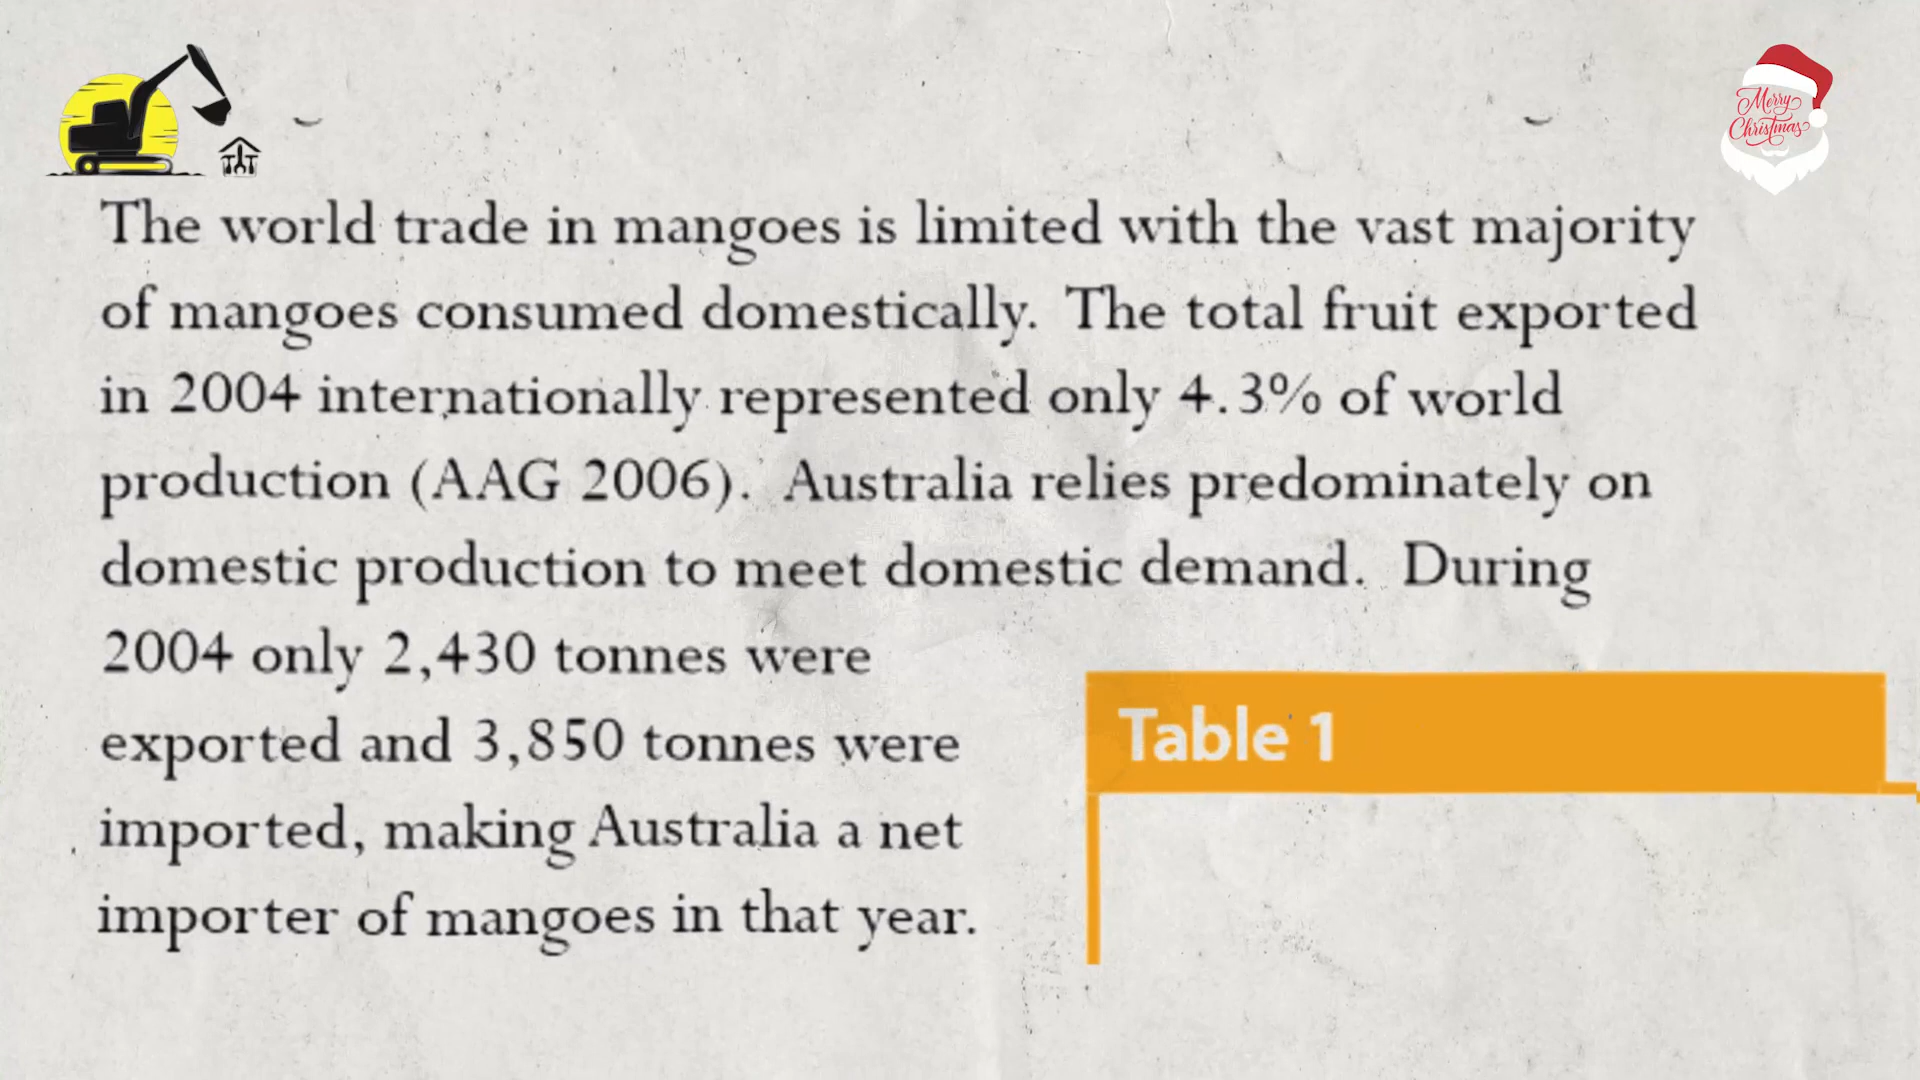 Merry
Christmas
The world trade in mangoes is limited with the vast majority
of mangoes consumed domestically. The total fruit exported
in 2004 internationally represented only 4.3% of world
production (AAG 2006). Australia relies predominately on
domestic production to meet domestic demand. During
2004 only 2,430 tonnes were
exported and 3,850 tonnes were
imported, making Australia a net
importer of mangoes in that year.
Table 1